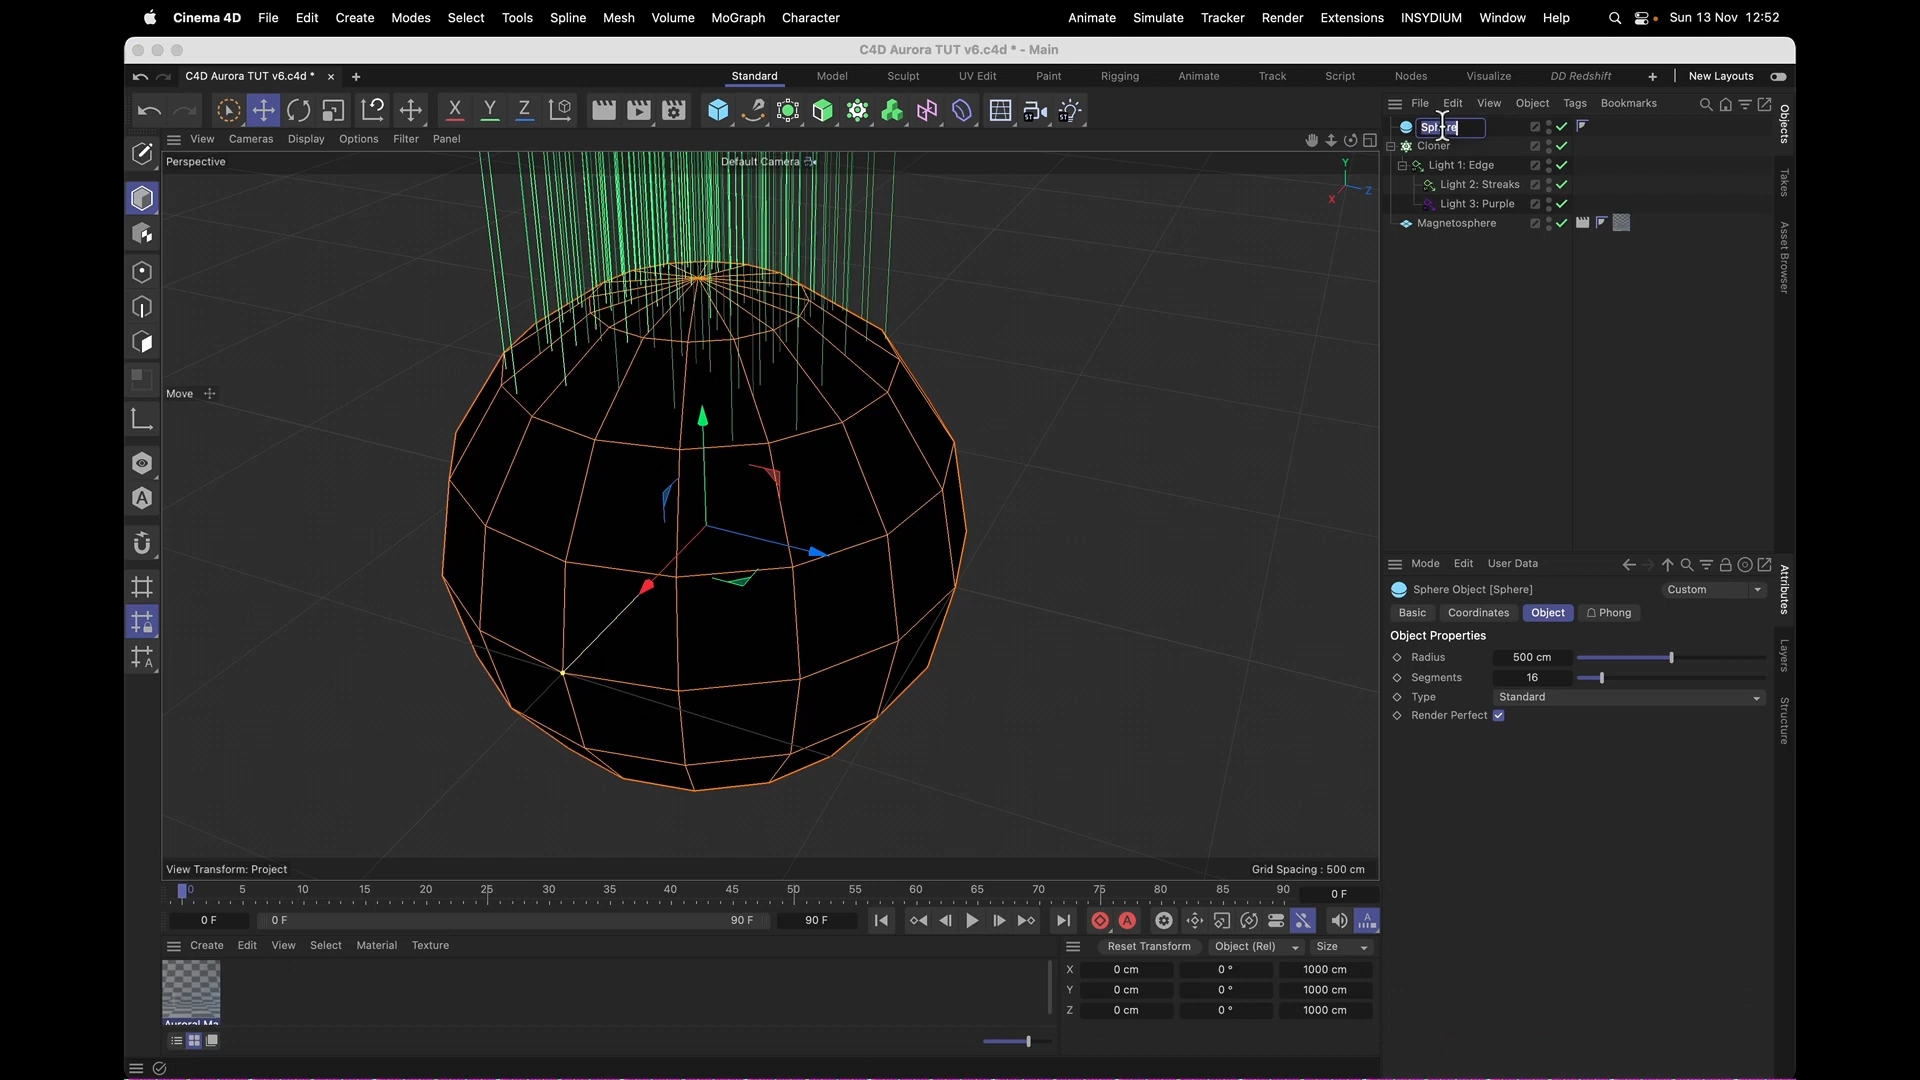 Cinema 4D File Edit Create Modes Select Tools Spline Mesh Volume MoGraph Character Animate Simulate Tracker Render Extensions INSYDIUM Window Help Sun 13 Nov 12:52
C4D Aurora TUT v6.c4d * - Main
C4D Aurora TUT v6.c4d * × + Standard Model Sculpt UV Edit Paint Rigging Animate Track Script Nodes Visualize DD Redshift + New Layouts
X Y Z ST ST
File Edit View Object Tags Bookmarks
View Cameras Display Options Filter Panel
Perspective
Default Camera
Y
Z
X
Move
Sphere
Cloner
Light 1: Edge
Light 2: Streaks
Light 3: Purple
Magnetosphere
Objects
Takes
Asset Browser
Mode Edit User Data
Sphere Object [Sphere] Custom
Basic Coordinates Object Phong
Object Properties
Radius 500 cm
Segments 16
Type Standard
Render Perfect
Attributes
Layers
Structure
View Transform: Project
Grid Spacing : 500 cm
0 5 10 15 20 25 30 35 40 45 50 55 60 65 70 75 80 85 90 0 F
0 F 0 F 90 F 90 F
Create Edit View Select Material Texture
Reset Transform Object (Rel) Size
X 0 cm 0 ° 1000 cm
Y 0 cm 0 ° 1000 cm
Z 0 cm 0 ° 1000 cm
Auroral Ma